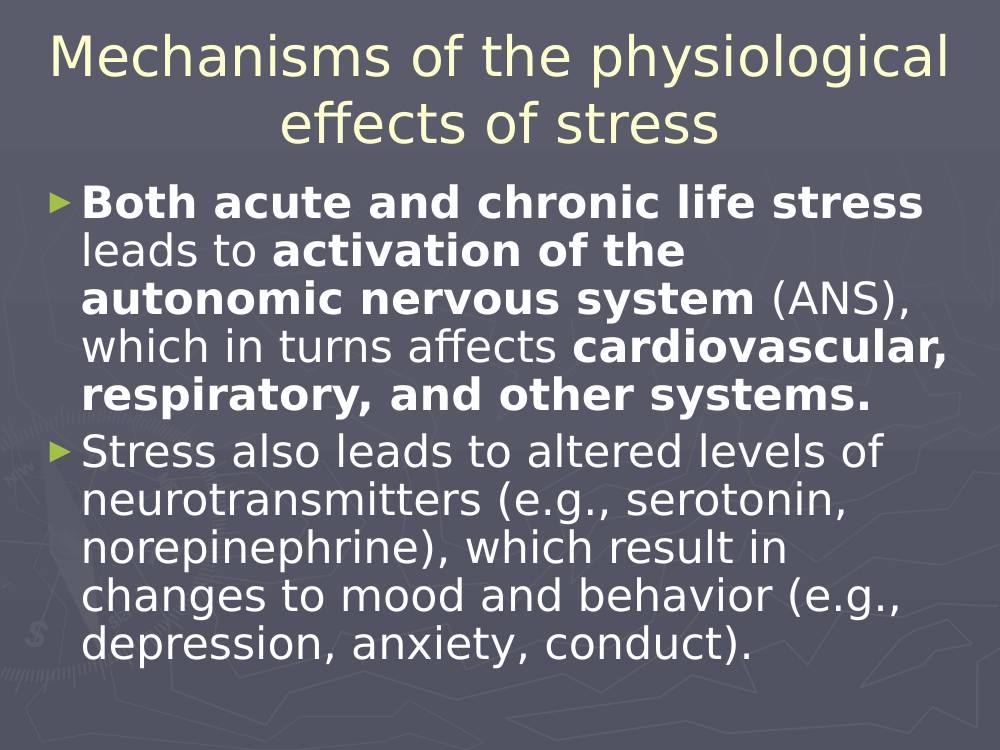 Mechanisms of the physiological
effects of stress
► Both acute and chronic life stress
leads to activation of the
autonomic nervous system (ANS),
which in turns affects cardiovascular,
respiratory, and other systems.
► Stress also leads to altered levels of
neurotransmitters (e.g., serotonin,
norepinephrine), which result in
changes to mood and behavior (e.g.,
depression, anxiety, conduct).
NW
S